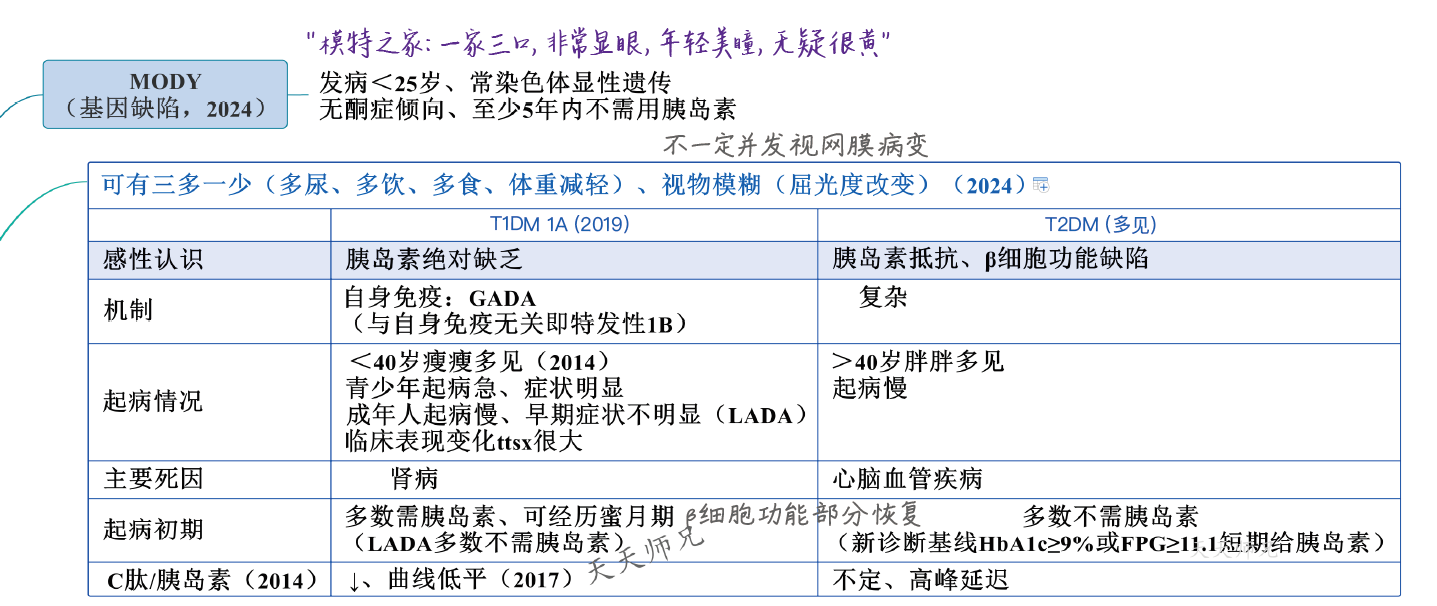 "模特之家:一家三口,非常显眼,年轻美瞳,无疑很黄"
MODY
(基因缺陷,2024)
发病<25岁、常染色体显性遗传
无酮症倾向、至少5年内不需用胰岛素
不一定并发视网膜病变
可有三多一少(多尿、多饮、多食、体重减轻)、视物模糊(屈光度改变)(2024)
T1DM 1A (2019)
T2DM (多见)
感性认识
胰岛素绝对缺乏
胰岛素抵抗、β细胞功能缺陷
机制
自身免疫:GADA
(与自身免疫无关即特发性1B)
复杂
起病情况
<40岁瘦瘦多见(2014)
青少年起病急、症状明显
成年人起病慢、早期症状不明显(LADA)
临床表现变化ttsx很大
>40岁胖胖多见
起病慢
主要死因
肾病
心脑血管疾病
起病初期
多数需胰岛素、可经历蜜月期 β细胞功能部分恢复
(LADA多数不需胰岛素)
多数不需胰岛素
(新诊断基线HbA1c≥9%或FPG≥11.1短期给胰岛素)
C肽/胰岛素(2014)
↓、曲线低平(2017)
天天师兄
不定、高峰延迟
天天师兄